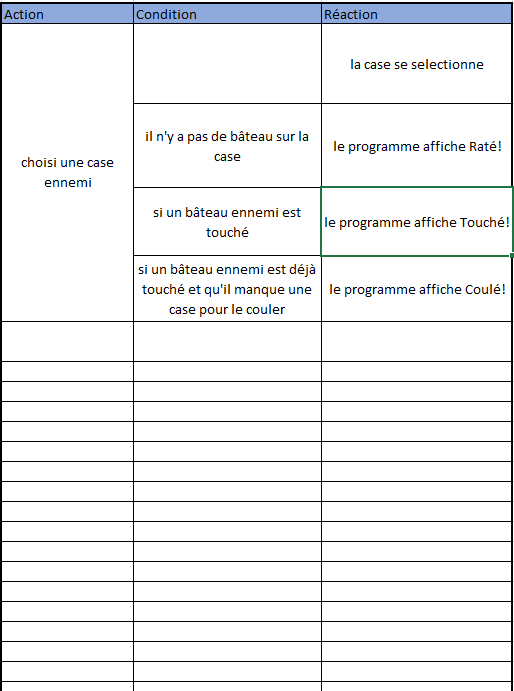 Action Condition Réaction
la case se selectionne
choisi une case
ennemi
il n'y a pas de bâteau sur la
case
le programme affiche Raté!
si un bâteau ennemi est
touché
le programme affiche Touché!
si un bâteau ennemi est déjà
touché et qu'il manque une
case pour le couler
le programme affiche Coulé!